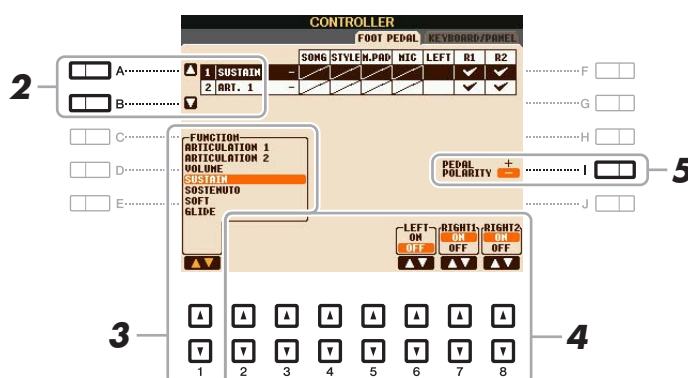 CONTROLLER
FOOT PEDAL KEYBOARD/PANEL
SONG STYLE M.PAD MIC LEFT R1 R2
1 SUSTAIN –
2 ART. 1 –
2
A
B
C
D
E
F
G
H
I
J
FUNCTION
ARTICULATION 1
ARTICULATION 2
VOLUME
SUSTAIN
SOSTENUTO
SOFT
GLIDE
PEDAL POLARITY + –
5
LEFT RIGHT1 RIGHT2
ON ON ON
OFF OFF OFF
3
4
1 2 3 4 5 6 7 8